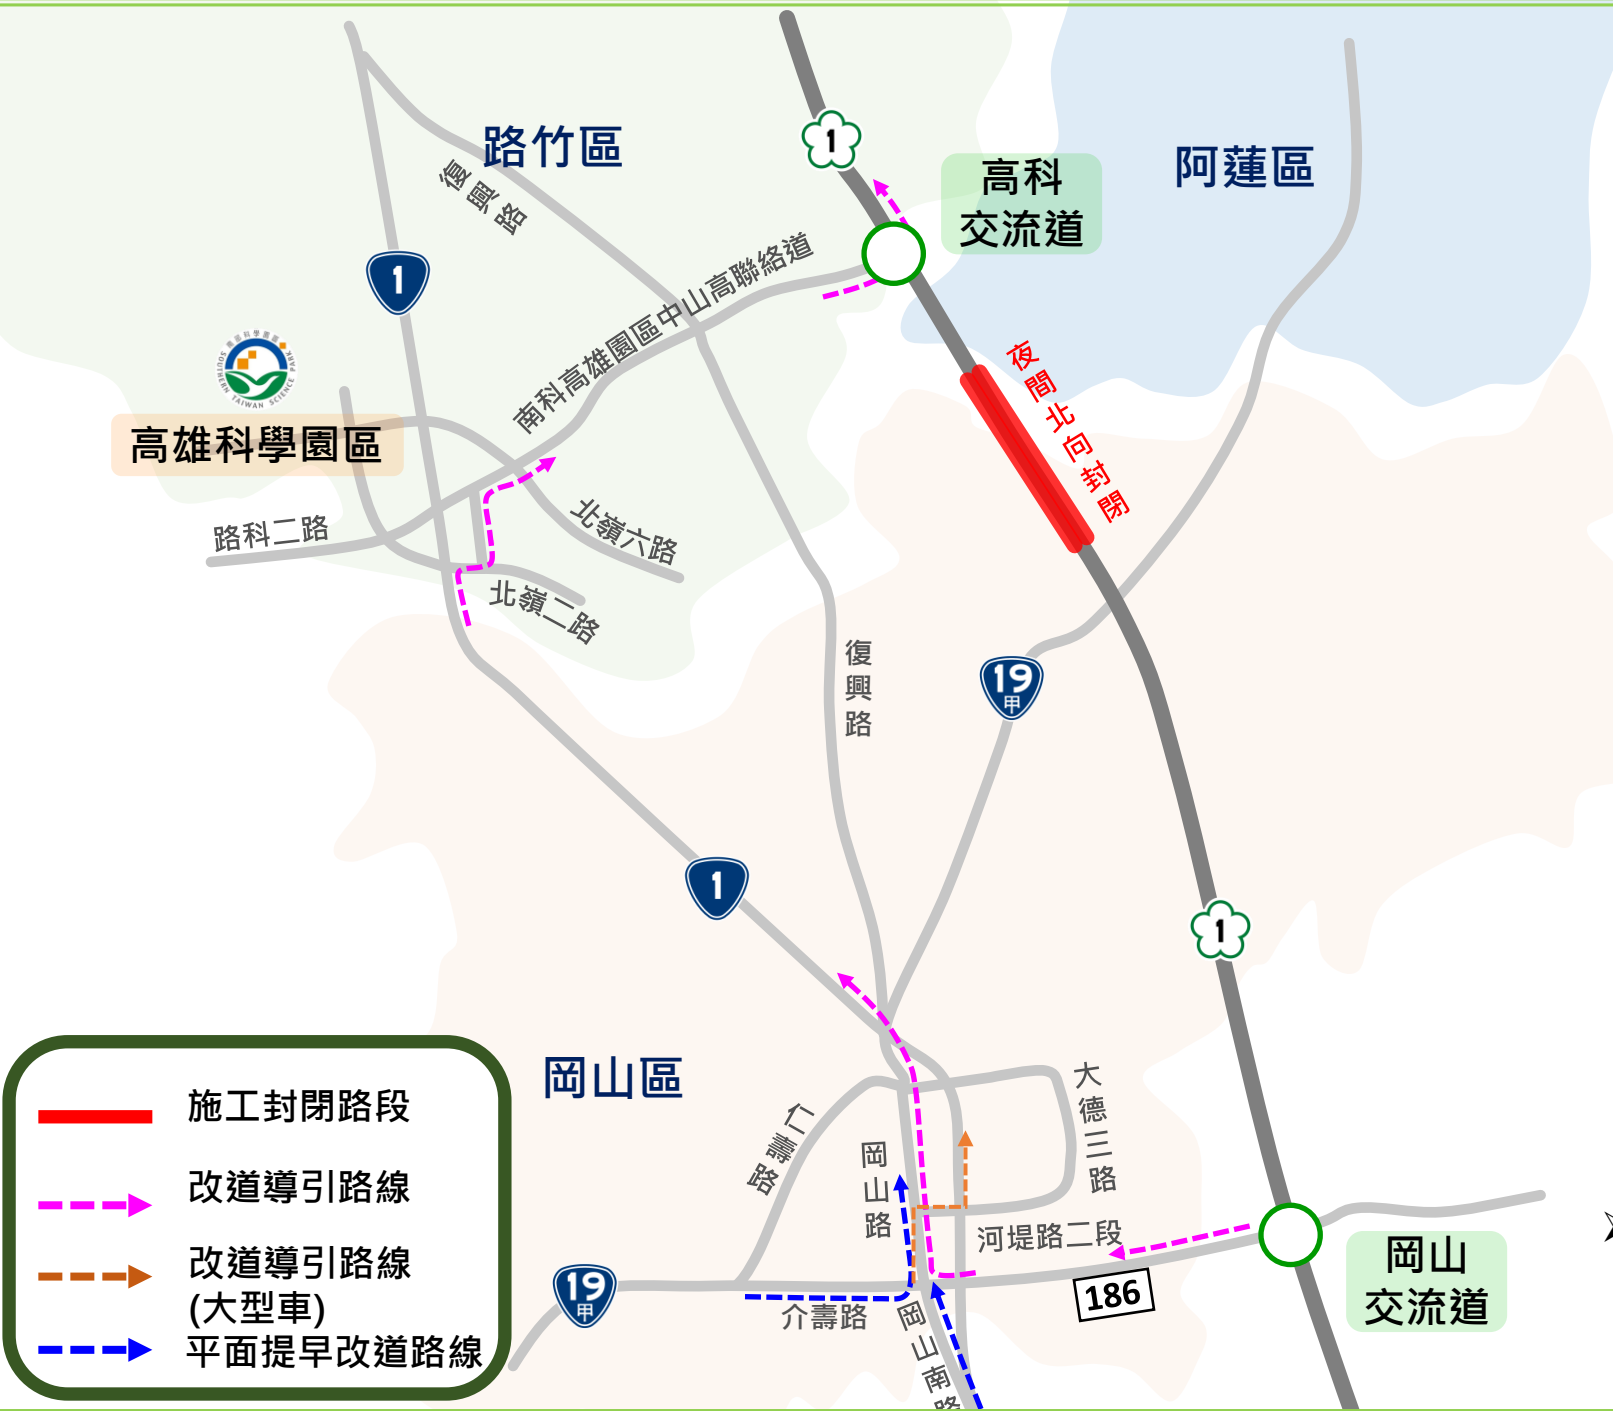 1
路竹區
復興路
高科
交流道
阿蓮區
1
南科高雄園區中山高聯絡道
夜間北向封閉
高雄科學園區
路科二路
北嶺六路
北嶺二路
復興路
19
甲
1
1
岡山區
仁壽路
岡山路
大德三路
河堤路二段
186
岡山
交流道
19
甲
介壽路
岡山南路
施工封閉路段
改道導引路線
改道導引路線
(大型車)
平面提早改道路線